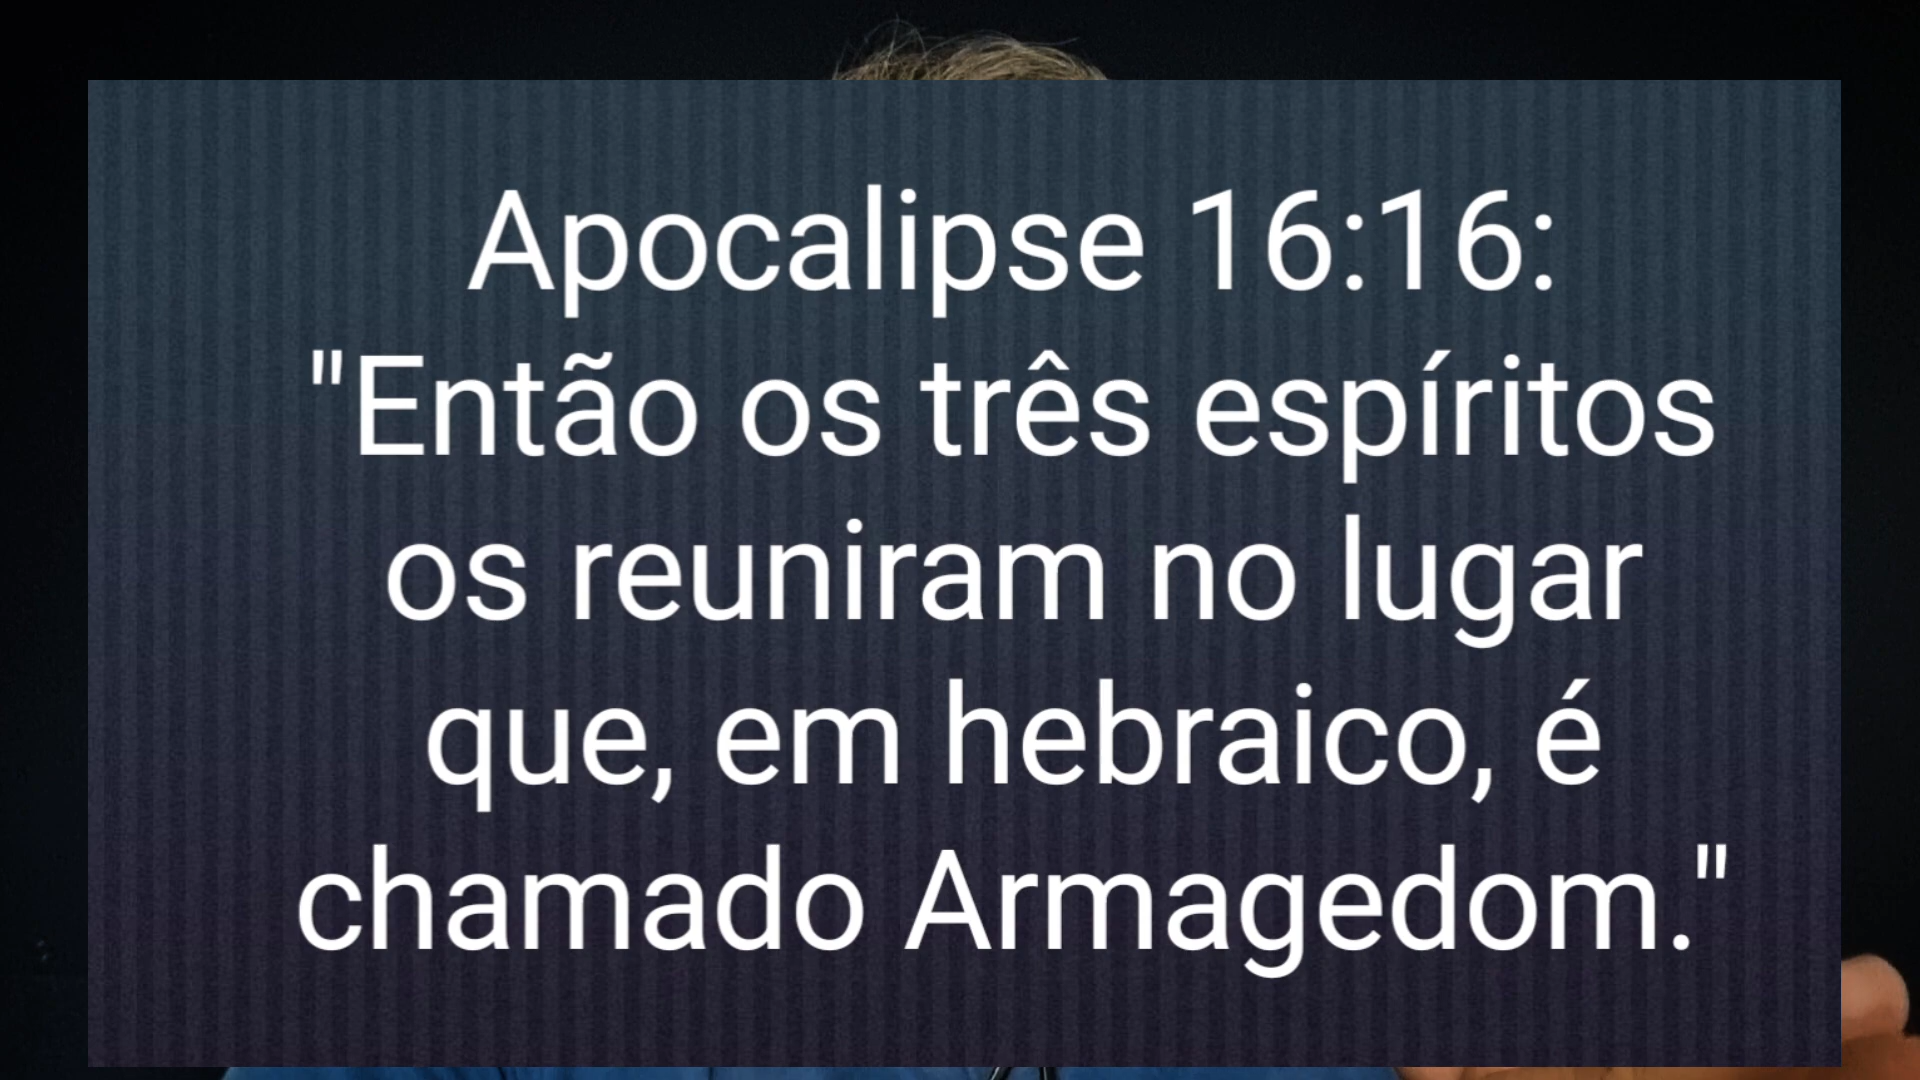 Apocalipse 16:16:
"Então os três espíritos
os reuniram no lugar
que, em hebraico, é
chamado Armagedom."